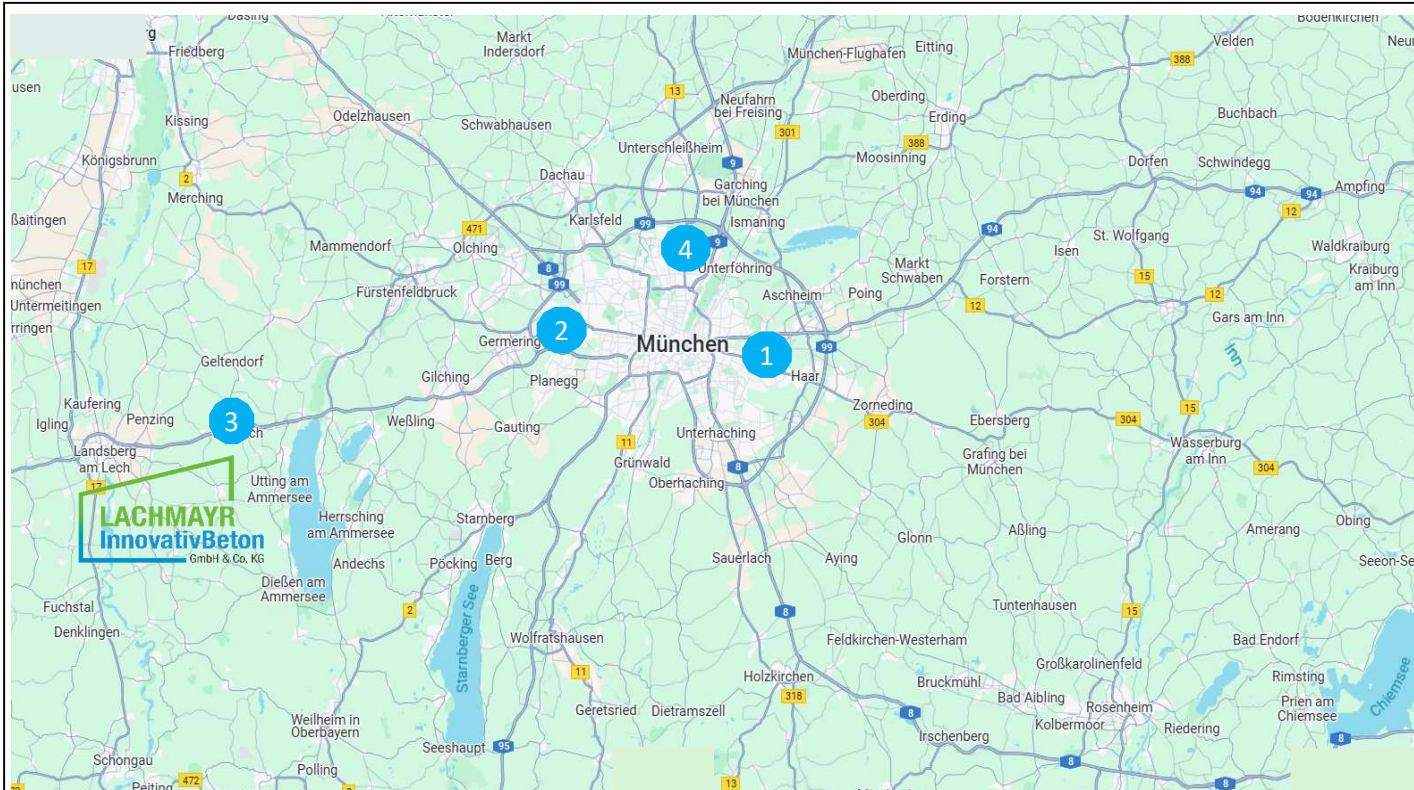 Dasing
Altomünster
Markt
Indersdorf
Bodenkirchen
Friedberg
München-Flughafen
Eitting
Velden
388
usen
13
Neufahrn
bei Freising
Oberding
Kissing
Odelzhausen
Schwabhausen
301
Erding
Buchbach
Königsbrunn
Unterschleißheim
388
Moosinning
9
Dorfen
Schwindegg
2
Dachau
Garching
bei München
94
Ampfing
Merching
94
ßaitingen
Karlsfeld
99
Ismaning
12
471
94
Mammendorf
Olching
4
9
St. Wolfgang
Waldkraiburg
17
8
Unterföhring
Markt
Schwaben
Isen
Kraiburg
am Inn
münchen
99
Forstern
15
Untermeitingen
Fürstenfeldbruck
Aschheim
Poing
12
12
rringen
2
Gars am Inn
Germering
München
1
99
Inn
Geltendorf
Gilching
Planegg
Haar
Kaufering
3
Zorneding
15
Igling
Penzing
Weßling
Gauting
304
Ebersberg
304
Landsberg
am Lech
11
Unterhaching
Wasserburg
am Inn
Grünwald
8
Grafing bei
München
304
17
Utting am
Ammersee
Oberhaching
LACHMAYR
InnovativBeton
GmbH & Co. KG
Herrsching
am Ammersee
Starnberg
Aßling
Amerang
Obing
Glonn
Andechs
Pöcking
Berg
Sauerlach
Aying
Seeon-Se
Dießen am
Ammersee
Fuchstal
2
8
Tuntenhausen
15
Denklingen
Starnberger See
Wolfratshausen
Feldkirchen-Westerham
Bad Endorf
11
Holzkirchen
Großkarolinenfeld
Rimsting
Bruckmühl
318
Bad Aibling
Prien am
Chiemsee
Chiemsee
Weilheim in
Oberbayern
Geretsried
Dietramszell
8
Rosenheim
Kolbermoor
Riedering
Seeshaupt
95
Irschenberg
8
Schongau
8
Polling
472
13
8
Peiting